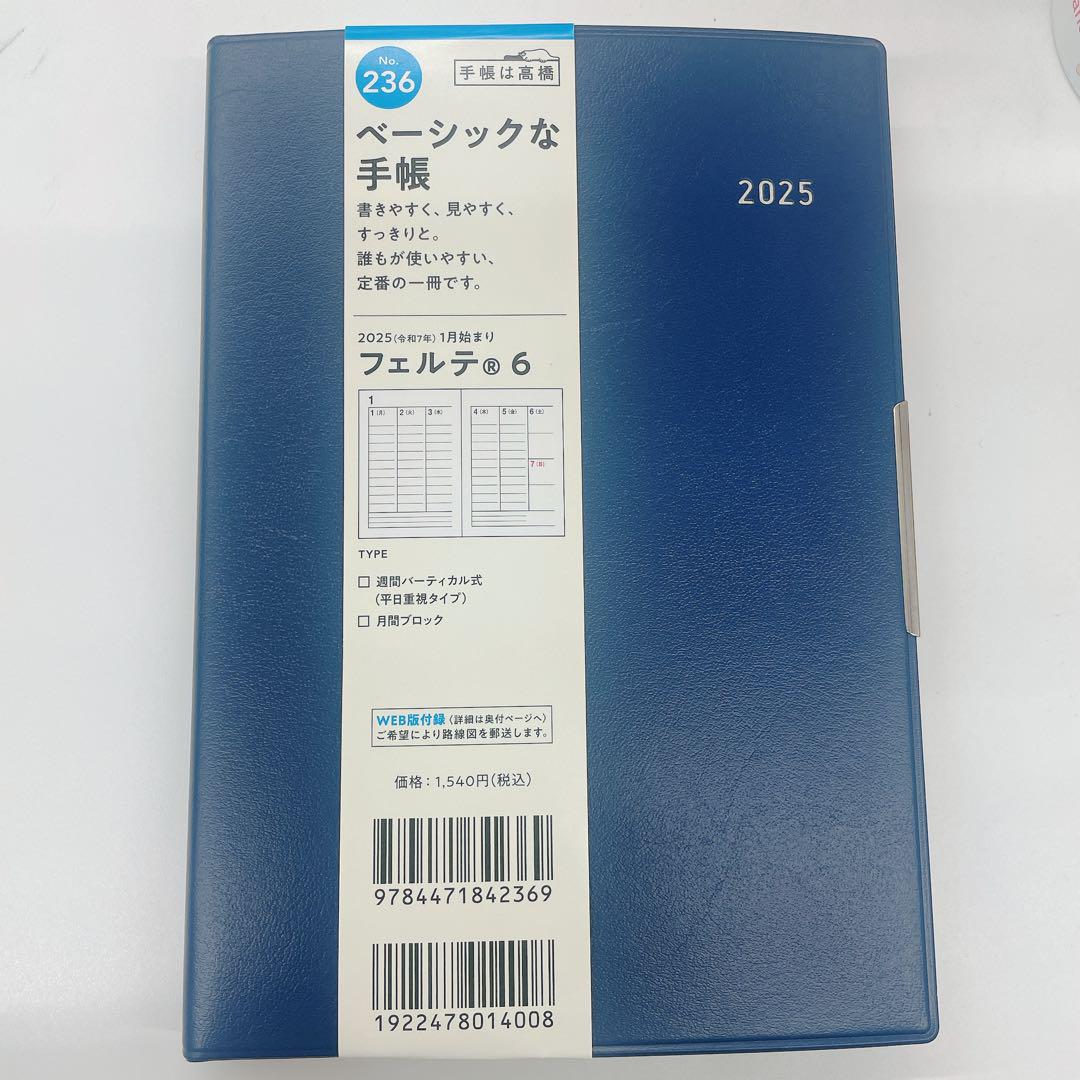 No.
236
手帳は高橋
ベーシックな
手帳
書きやすく、見やすく、
すっきりと。
誰もが使いやすい、
定番の一冊です。
2025
2025(令和7年)1月始まり
フェルテ® 6
1
1(月) 2(火) 3(水) 4(木) 5(金) 6(土)
7(日)
TYPE
□ 週間バーティカル式
(平日重視タイプ)
□ 月間ブロック
WEB版付録〈詳細は奥付ページへ〉
ご希望により路線図を郵送します。
価格:1,540円(税込)
9784471842369
1922478014008